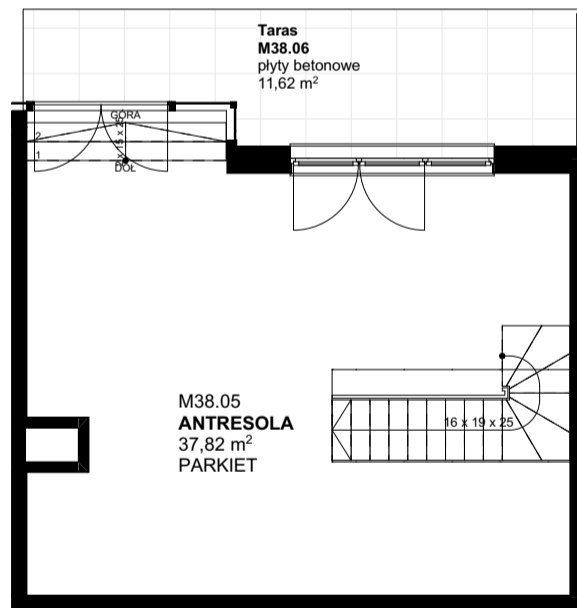 Taras
M38.06
płyty betonowe
11,62 m²
GÓRA
2
1
DÓŁ
M38.05
ANTRESOLA
37,82 m²
PARKIET
16 x 19 x 25